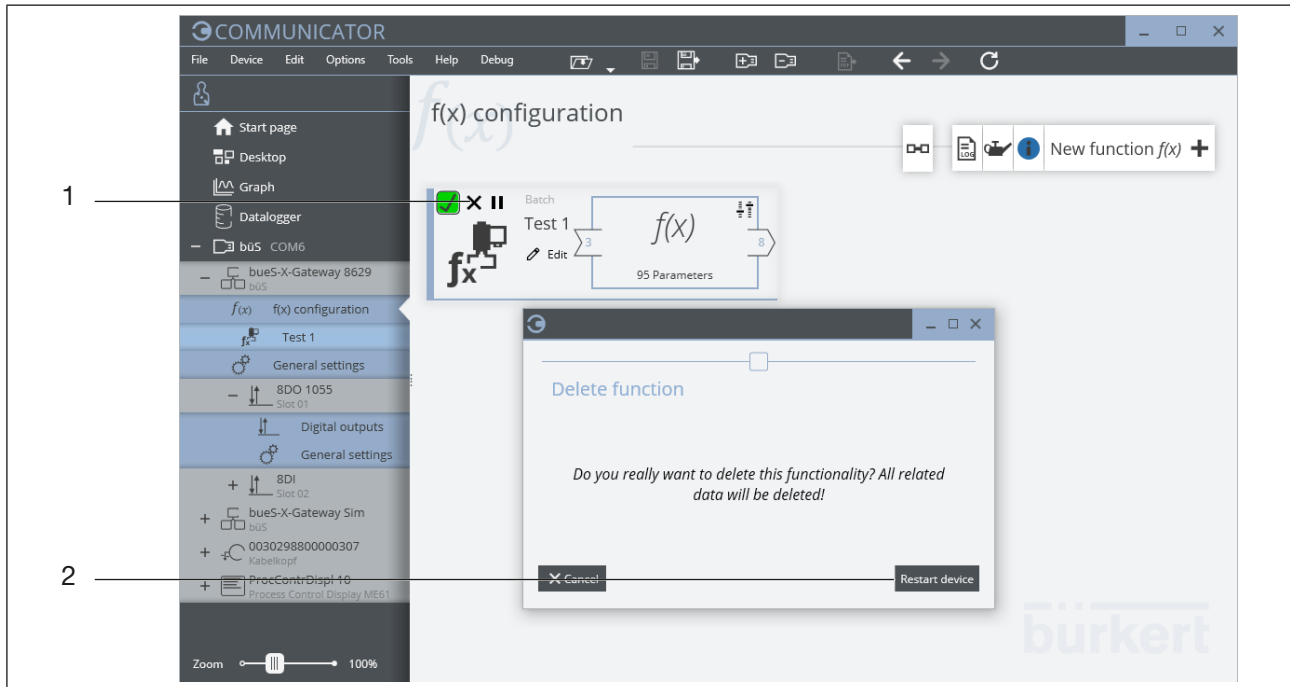 COMMUNICATOR
File Device Edit Options Tools Help Debug
Start page
Desktop
Graph
Datalogger
büS COM6
bueS-X-Gateway 8629
büS
f(x) f(x) configuration
fx Test 1
General settings
8DO 1055
Slot 01
Digital outputs
General settings
8DI
Slot 02
bueS-X-Gateway Sim
büS
0030298800000307
Kabelkopf
ProcContrDispl 10
Process Control Display ME61
Zoom 100%
f(x)
f(x) configuration
LOG
New function f(x)
1
Batch
Test 1
Edit
fx
3
f(x)
8
95 Parameters
Delete function
Do you really want to delete this functionality? All related
data will be deleted!
2
Cancel
Restart device
bürkert